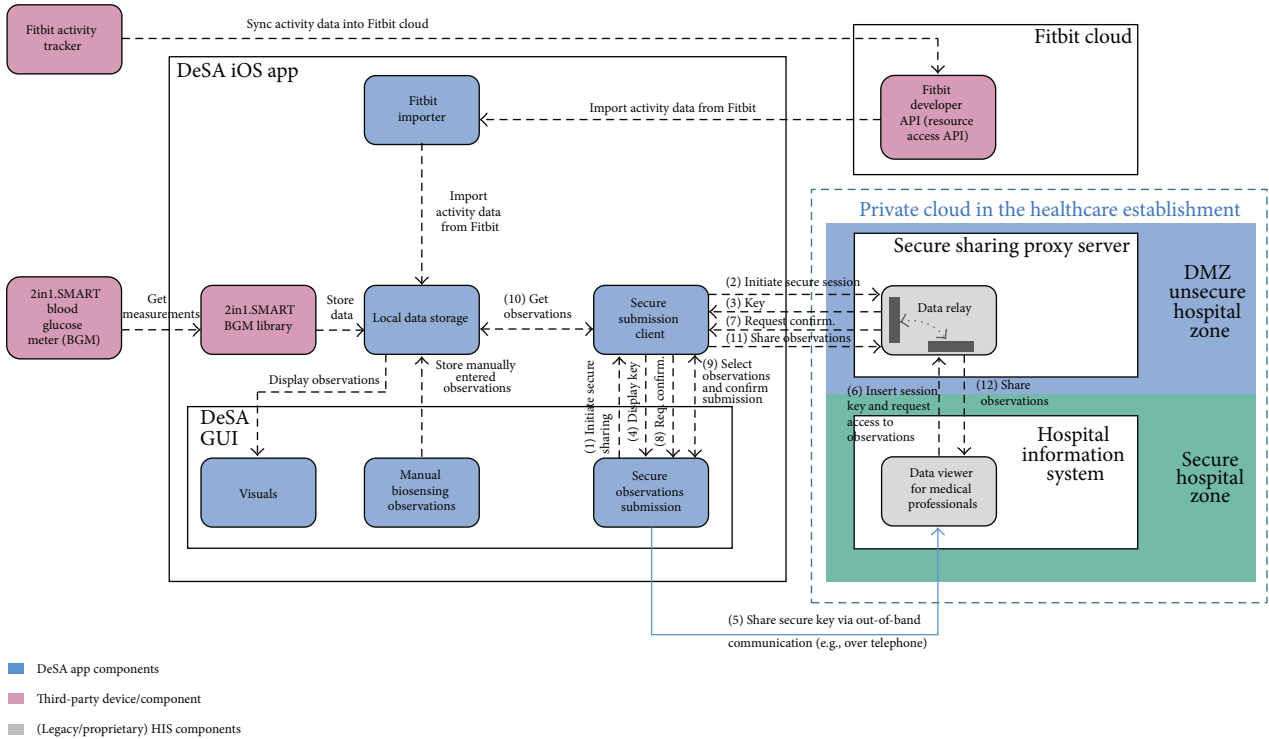 Fitbit activity
tracker
Sync activity data into Fitbit cloud
Fitbit cloud
Fitbit
developer
API (resource
access API)
DeSA iOS app
Fitbit
importer
Import activity data from Fitbit
Import
activity data
from Fitbit
Private cloud in the healthcare establishment
Secure sharing proxy server
DMZ
unsecure
hospital
zone
2in1.SMART
blood
glucose
meter (BGM)
Get
measurements
2in1.SMART
BGM library
Store
data
Local data storage
(10) Get
observations
Secure
submission
client
(2) Initiate secure session
(3) Key
(7) Request confirm.
(11) Share observations
Data relay
Display observations
Store manually
entered
observations
(1) Initiate secure
sharing
(4) Display key
(8) Req. confirm.
(9) Select
observations
and confirm
submission
(6) Insert session
key and request
access to
observations
(12) Share
observations
DeSA
GUI
Visuals
Manual
biosensing
observations
Secure
observations
submission
Hospital
information
system
Data viewer
for medical
professionals
Secure
hospital
zone
(5) Share secure key via out-of-band
communication (e.g., over telephone)
DeSA app components
Third-party device/component
(Legacy/proprietary) HIS components